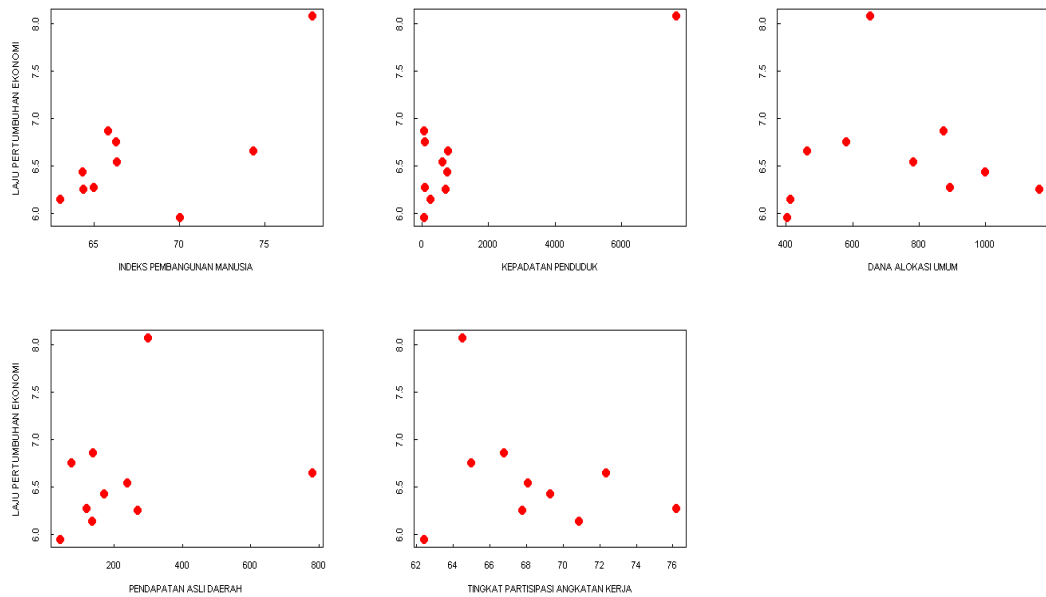 LAJU PERTUMBUHAN EKONOMI
8.0
7.5
7.0
6.5
6.0
65 70 75
INDEKS PEMBANGUNAN MANUSIA
8.0
7.5
7.0
6.5
6.0
0 2000 4000 6000
KEPADATAN PENDUDUK
8.0
7.5
7.0
6.5
6.0
400 600 800 1000
DANA ALOKASI UMUM
LAJU PERTUMBUHAN EKONOMI
8.0
7.5
7.0
6.5
6.0
200 400 600 800
PENDAPATAN ASLI DAERAH
8.0
7.5
7.0
6.5
6.0
62 64 66 68 70 72 74 76
TINGKAT PARTISIPASI ANGKATAN KERJA